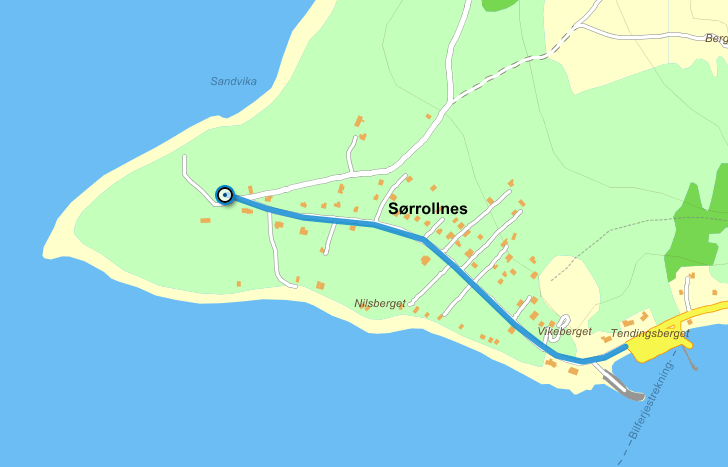 Berg
Sandvika
Sørrollnes
Nilsberget
Vikeberget
Tendingsberget
Bilferjestrekning